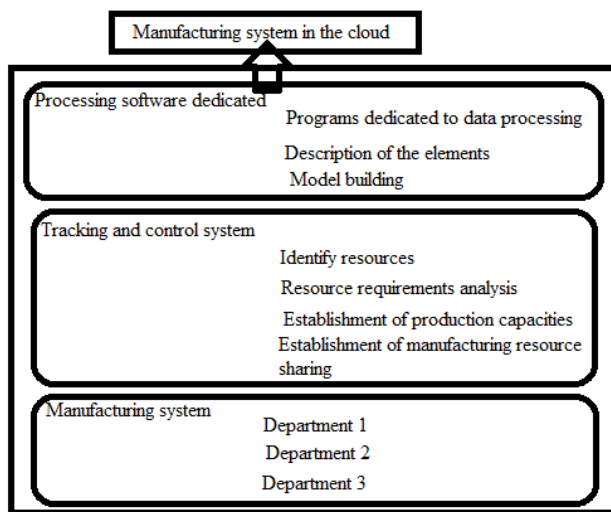 Manufacturing system in the cloud
Processing software dedicated
Programs dedicated to data processing
Description of the elements
Model building
Tracking and control system
Identify resources
Resource requirements analysis
Establishment of production capacities
Establishment of manufacturing resource
sharing
Manufacturing system
Department 1
Department 2
Department 3